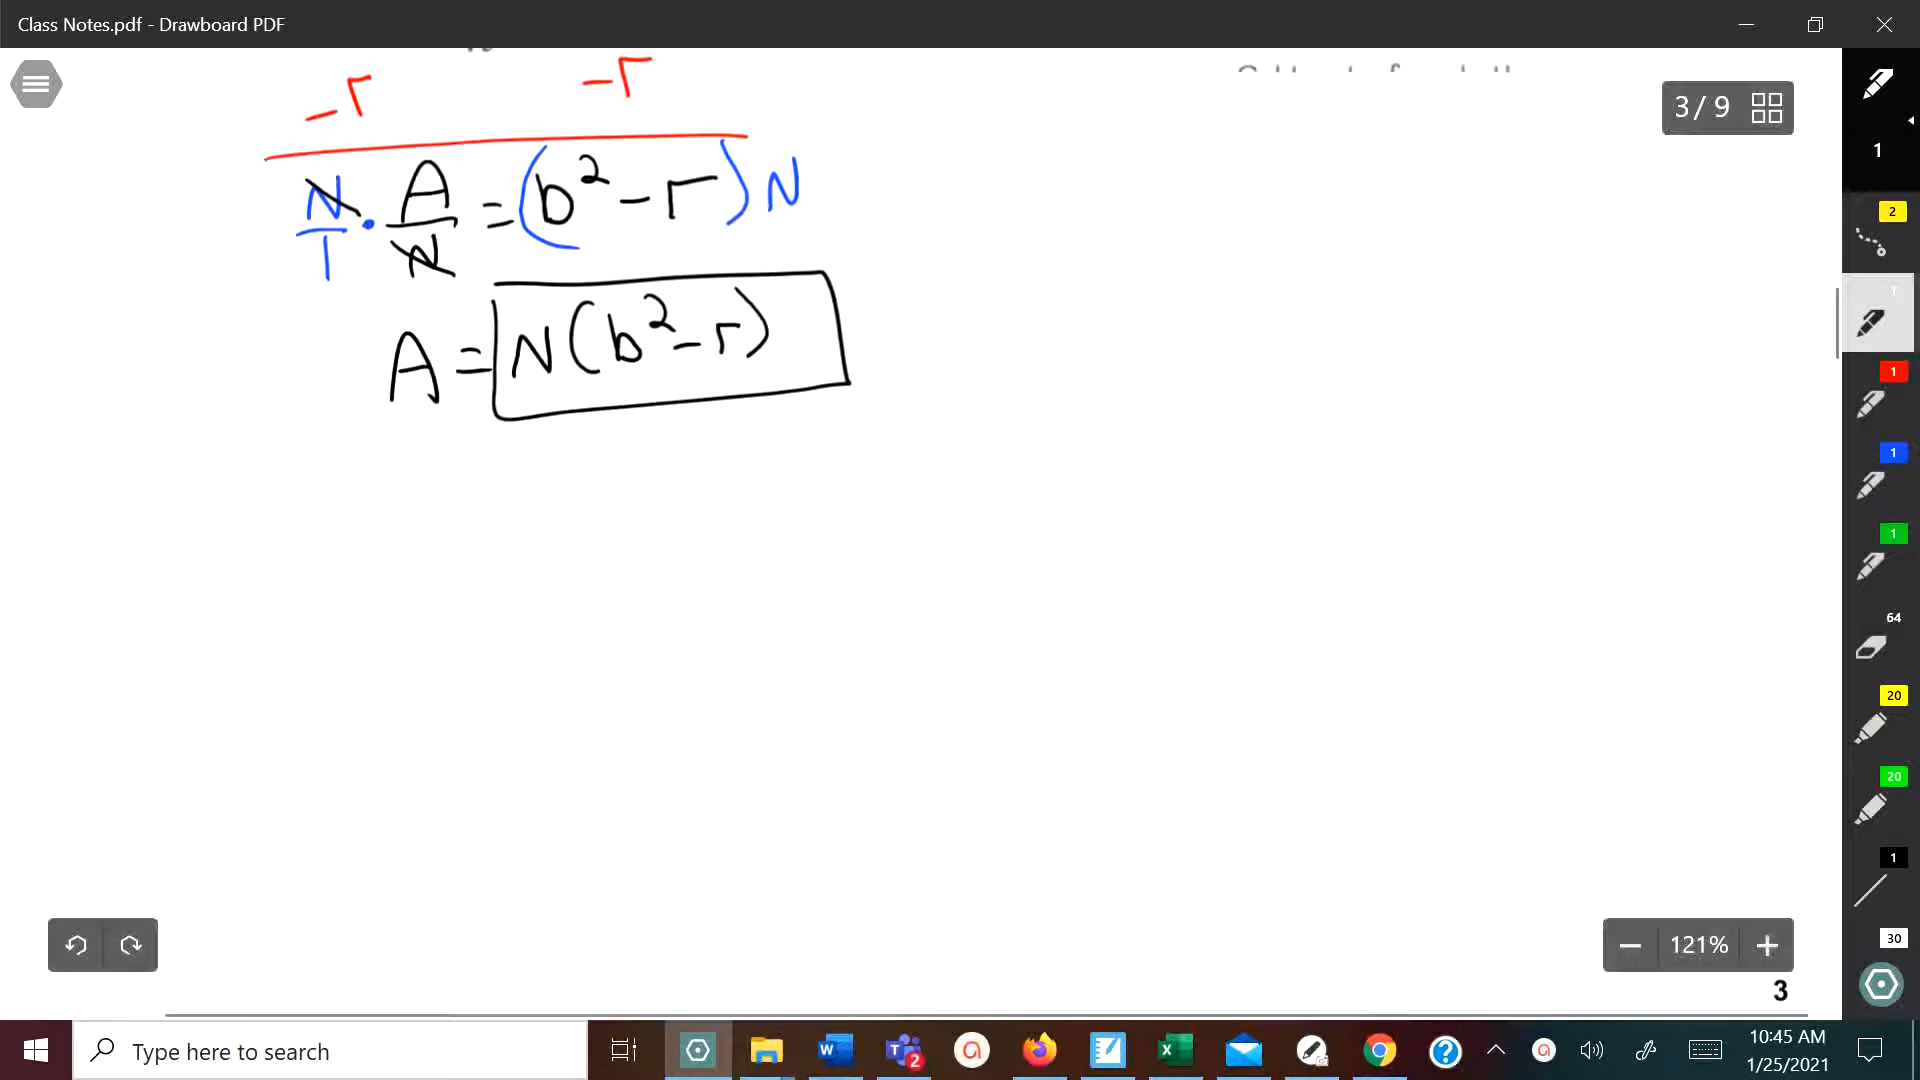 Class Notes.pdf - Drawboard PDF
-r -r
3 / 9
1
N/1 · A/N = (b² - r) N
A = N(b² - r)
2
1
1
1
1
64
20
20
1
30
121%
3
Type here to search
2
10:45 AM
1/25/2021